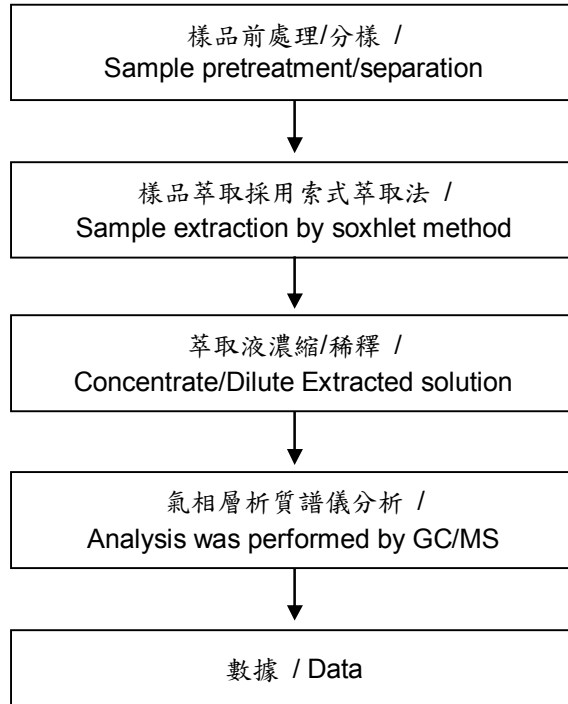 樣品前處理/分樣 /
Sample pretreatment/separation
樣品萃取採用索式萃取法 /
Sample extraction by soxhlet method
萃取液濃縮/稀釋 /
Concentrate/Dilute Extracted solution
氣相層析質譜儀分析 /
Analysis was performed by GC/MS
數據 / Data